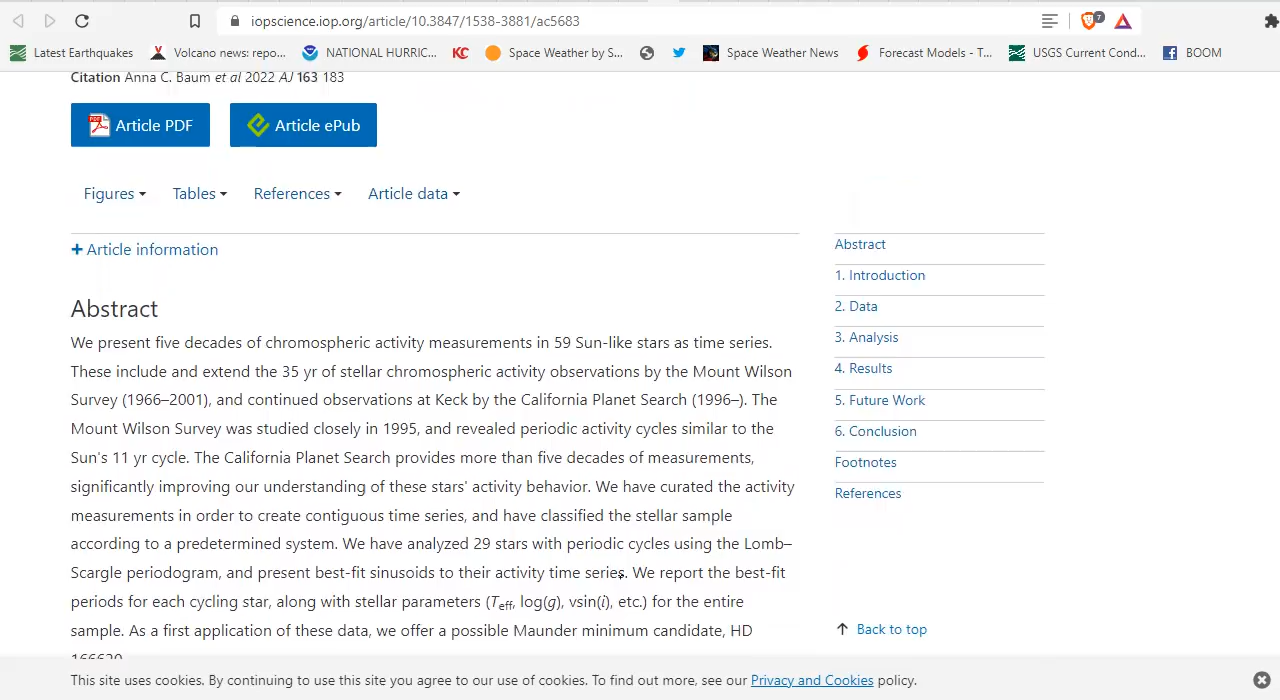 iopscience.iop.org/article/10.3847/1538-3881/ac5683
7
Latest Earthquakes
Volcano news: repo...
NATIONAL HURRIC...
KC
Space Weather by S...
Space Weather News
Forecast Models - T...
USGS Current Cond...
BOOM
Citation Anna C. Baum et al 2022 AJ 163 183
Article PDF
Article ePub
Figures
Tables
References
Article data
+ Article information
Abstract
We present five decades of chromospheric activity measurements in 59 Sun-like stars as time series.
These include and extend the 35 yr of stellar chromospheric activity observations by the Mount Wilson
Survey (1966–2001), and continued observations at Keck by the California Planet Search (1996–). The
Mount Wilson Survey was studied closely in 1995, and revealed periodic activity cycles similar to the
Sun's 11 yr cycle. The California Planet Search provides more than five decades of measurements,
significantly improving our understanding of these stars' activity behavior. We have curated the activity
measurements in order to create contiguous time series, and have classified the stellar sample
according to a predetermined system. We have analyzed 29 stars with periodic cycles using the Lomb–
Scargle periodogram, and present best-fit sinusoids to their activity time series. We report the best-fit
periods for each cycling star, along with stellar parameters (Teff, log(g), vsin(i), etc.) for the entire
sample. As a first application of these data, we offer a possible Maunder minimum candidate, HD
166620
Abstract
1. Introduction
2. Data
3. Analysis
4. Results
5. Future Work
6. Conclusion
Footnotes
References
Back to top
This site uses cookies. By continuing to use this site you agree to our use of cookies. To find out more, see our Privacy and Cookies policy.